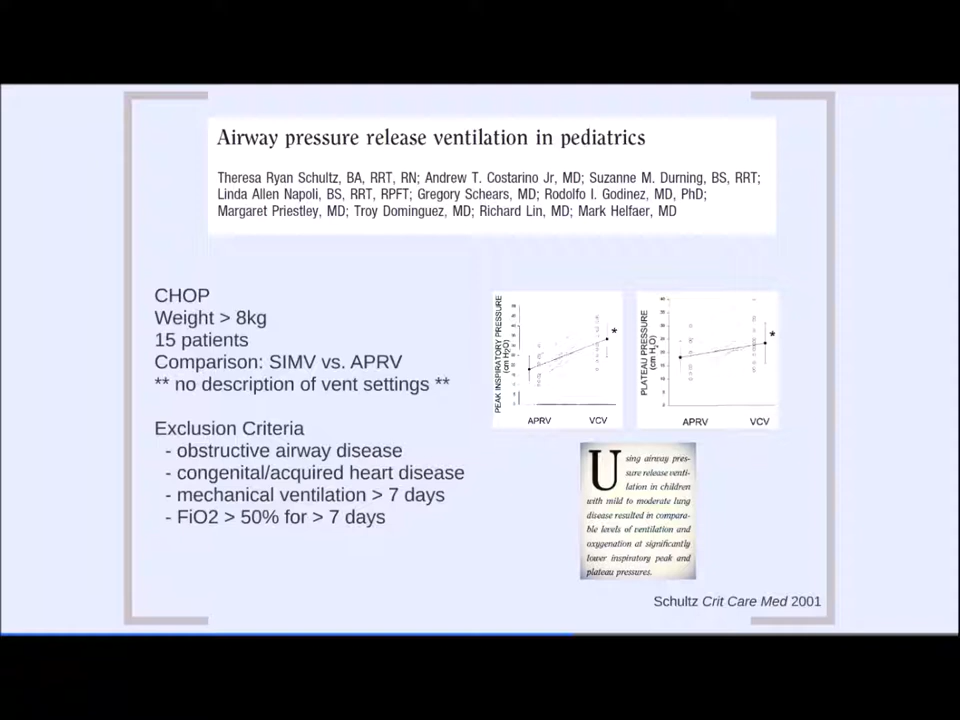 Airway pressure release ventilation in pediatrics
Theresa Ryan Schultz, BA, RRT, RN; Andrew T. Costarino Jr, MD; Suzanne M. Durning, BS, RRT;
Linda Allen Napoli, BS, RRT, RPFT; Gregory Schears, MD; Rodolfo I. Godinez, MD, PhD;
Margaret Priestley, MD; Troy Dominguez, MD; Richard Lin, MD; Mark Helfaer, MD
CHOP
Weight > 8kg
15 patients
Comparison: SIMV vs. APRV
** no description of vent settings **
Exclusion Criteria
- obstructive airway disease
- congenital/acquired heart disease
- mechanical ventilation > 7 days
- FiO2 > 50% for > 7 days
PEAK INSPIRATORY PRESSURE
(cm H2O)
*
APRV VCV
PLATEAU PRESSURE
(cm H2O)
*
APRV VCV
Using airway pres-
sure release venti-
lation in children
with mild to moderate lung
disease resulted in compara-
ble levels of ventilation and
oxygenation at significantly
lower inspiratory peak and
plateau pressures.
Schultz Crit Care Med 2001